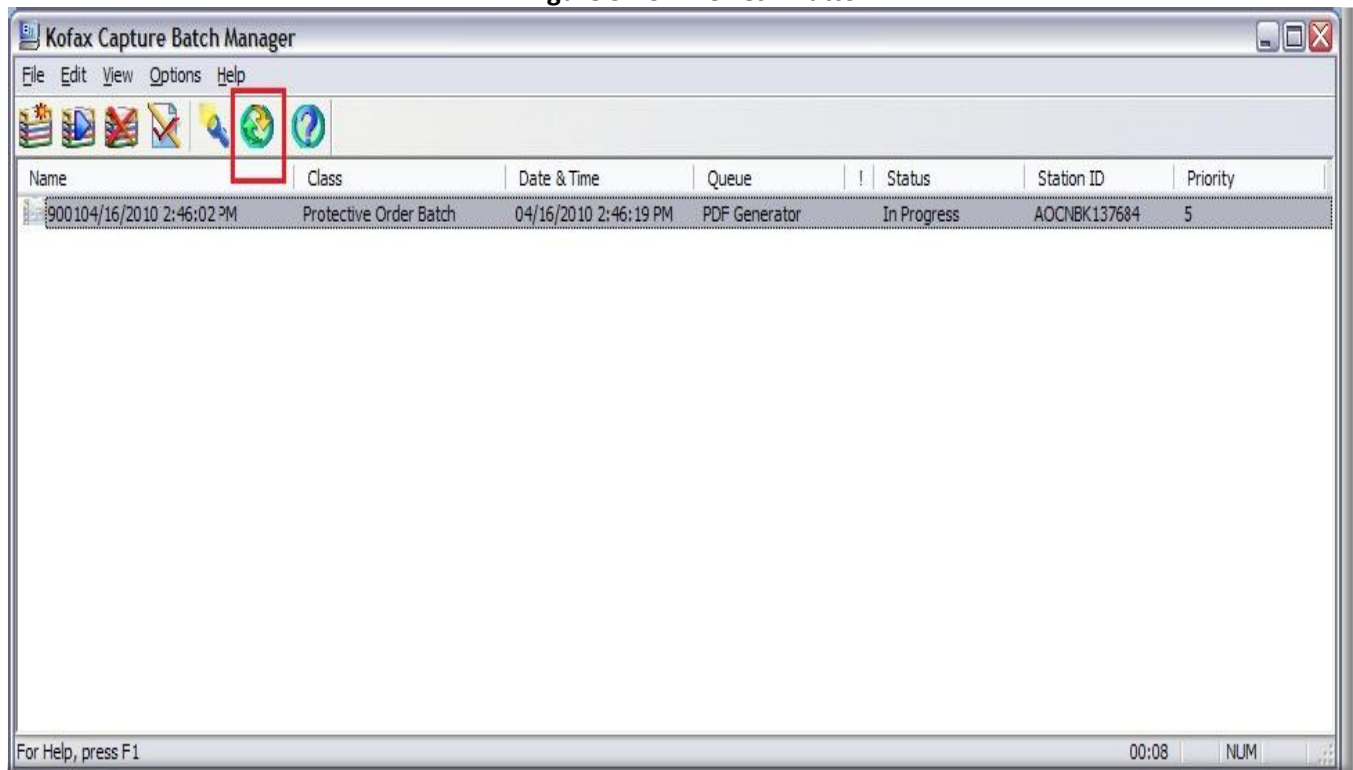 Kofax Capture Batch Manager
File Edit View Options Help
Name Class Date & Time Queue ! Status Station ID Priority
900104/16/2010 2:46:02 PM Protective Order Batch 04/16/2010 2:46:19 PM PDF Generator In Progress AOCNBK137684 5
For Help, press F1 00:08 NUM